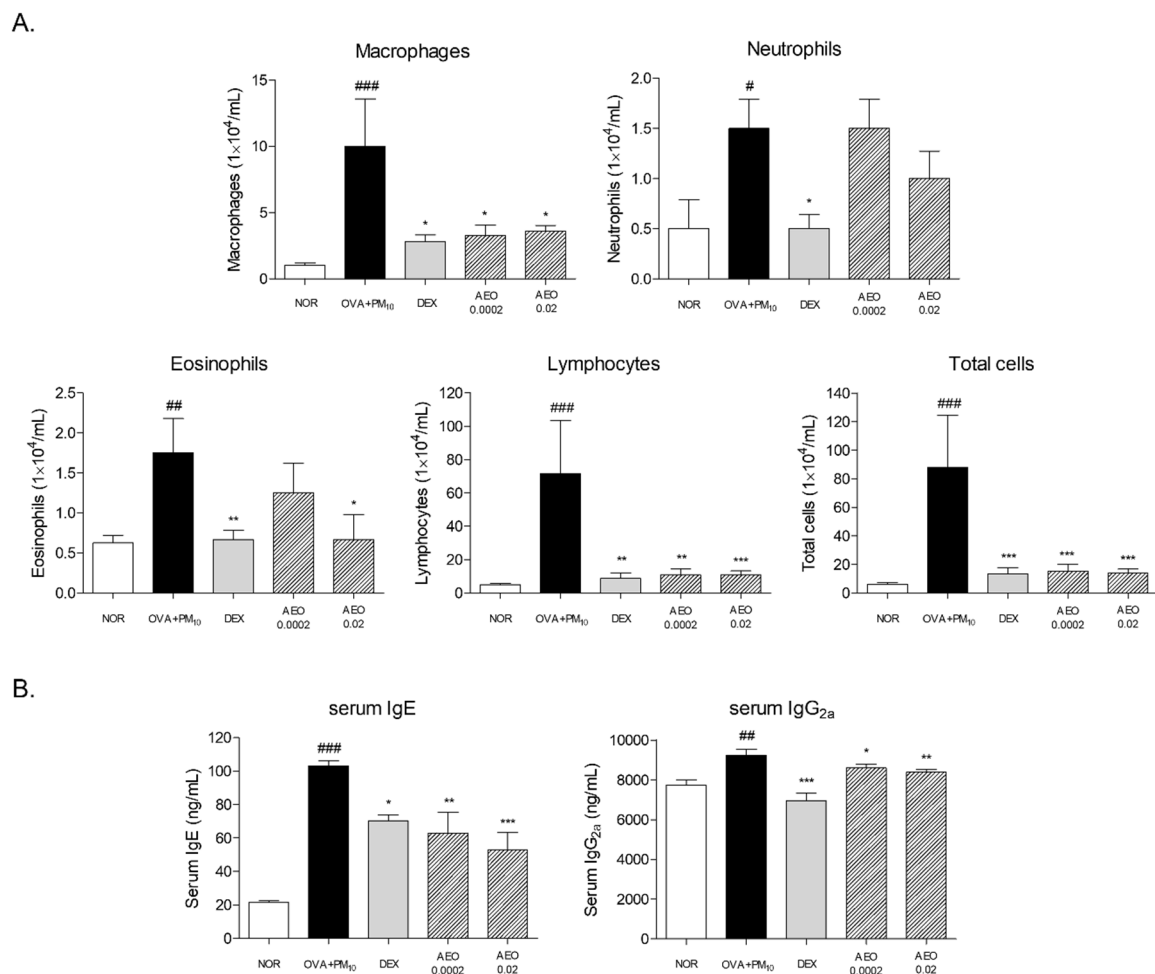 A.
Macrophages
Macrophages (1×10⁴/mL)
15
10
5
0
###
*
*
*
NOR
OVA+PM₁₀
DEX
AEO
0.0002
AEO
0.02
Neutrophils
Neutrophils (1×10⁴/mL)
2.0
1.5
1.0
0.5
0.0
#
*
NOR
OVA+PM₁₀
DEX
AEO
0.0002
AEO
0.02
Eosinophils
Eosinophils (1×10⁴/mL)
2.5
2.0
1.5
1.0
0.5
0.0
##
**
*
NOR
OVA+PM₁₀
DEX
AEO
0.0002
AEO
0.02
Lymphocytes
Lymphocytes (1×10⁴/mL)
120
100
80
60
40
20
0
###
**
**
***
NOR
OVA+PM₁₀
DEX
AEO
0.0002
AEO
0.02
Total cells
Total cells (1×10⁴/mL)
140
120
100
80
60
40
20
0
###
***
***
***
NOR
OVA+PM₁₀
DEX
AEO
0.0002
AEO
0.02
B.
serum IgE
Serum IgE (ng/mL)
120
100
80
60
40
20
0
###
*
**
***
NOR
OVA+PM₁₀
DEX
AEO
0.0002
AEO
0.02
serum IgG₂ₐ
Serum IgG₂ₐ (ng/mL)
10000
8000
6000
4000
2000
0
##
***
*
**
NOR
OVA+PM₁₀
DEX
AEO
0.0002
AEO
0.02